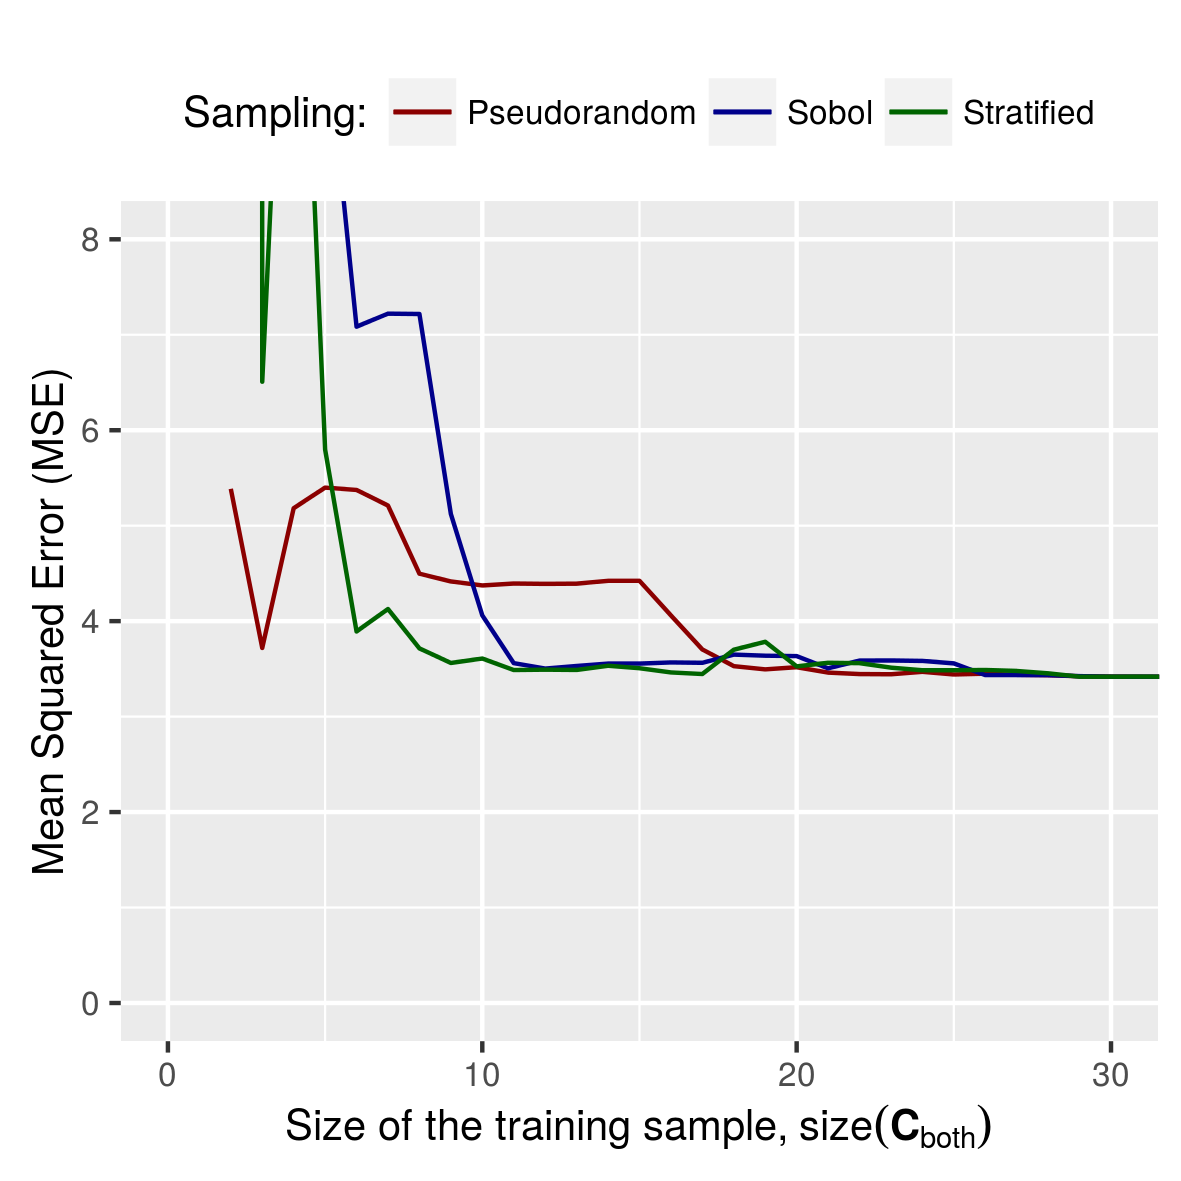 Sampling: Pseudorandom Sobol Stratified
Mean Squared Error (MSE)
8
6
4
2
0
0 10 20 30
Size of the training sample, size(C_both)